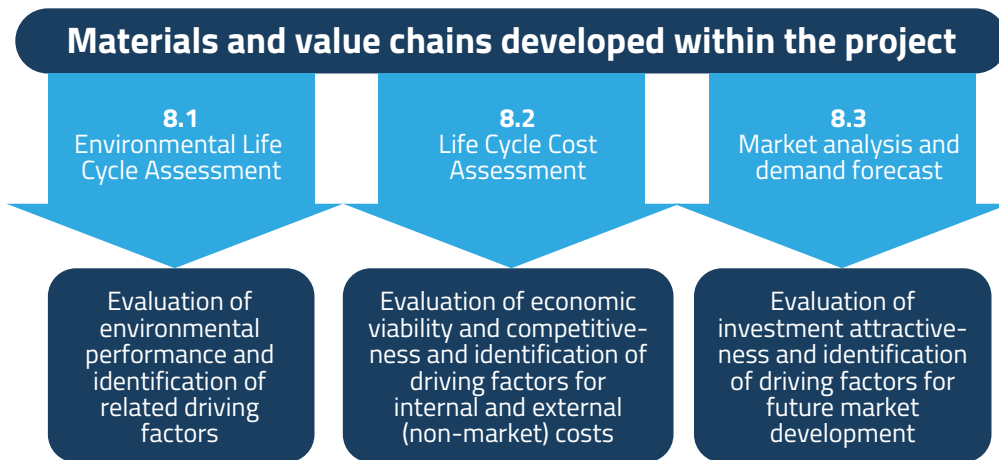 Materials and value chains developed within the project
8.1
Environmental Life
Cycle Assessment
8.2
Life Cycle Cost
Assessment
8.3
Market analysis and
demand forecast
Evaluation of
environmental
performance and
identification of
related driving
factors
Evaluation of economic
viability and competitive-
ness and identification of
driving factors for
internal and external
(non-market) costs
Evaluation of
investment attractive-
ness and identification
of driving factors for
future market
development